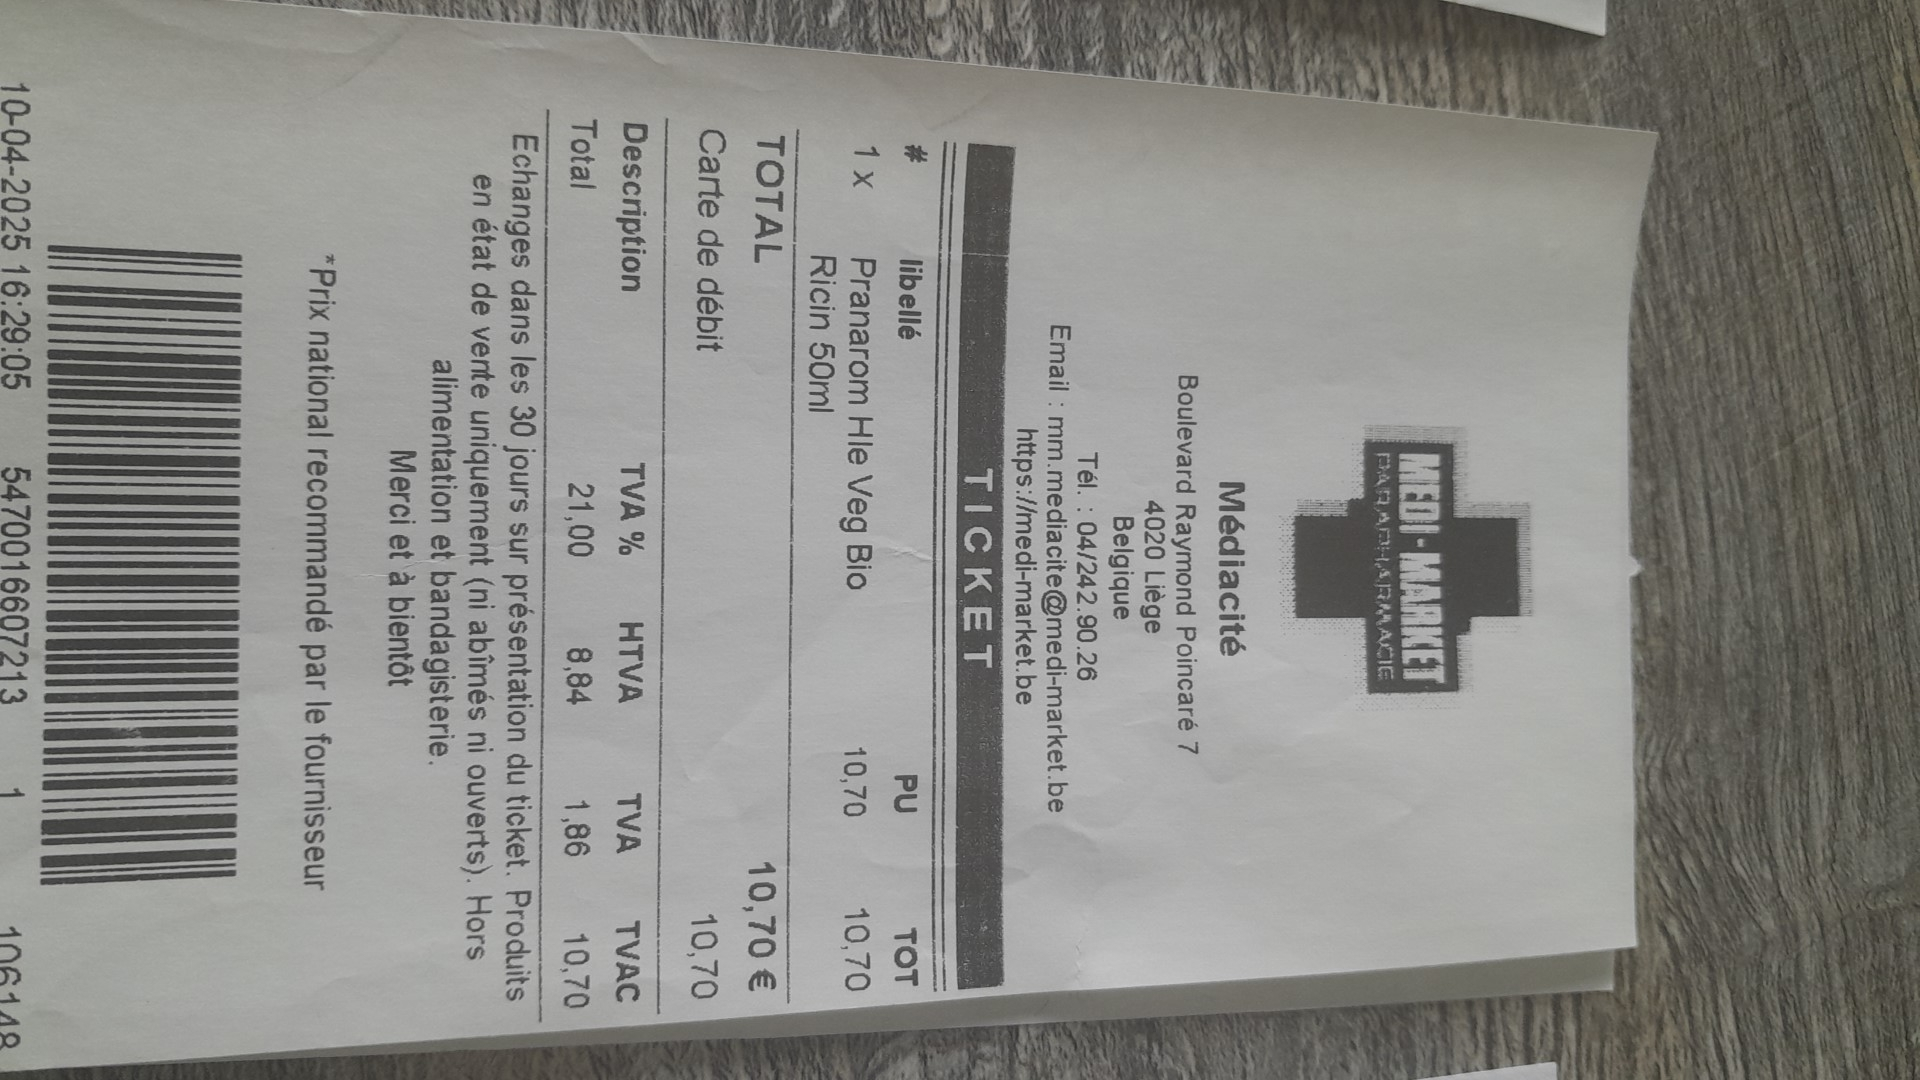 MEDI-MARKET
PARAPHARMACIE
Médiacité
Boulevard Raymond Poincaré 7
4020 Liège
Belgique
Tél. : 04/242.90.26
Email : mm.mediacite@medi-market.be
https://medi-market.be
TICKET
# libellé PU TOT
1 x Pranarom Hle Veg Bio 10,70 10,70
Ricin 50ml
TOTAL 10,70 €
Carte de débit 10,70
Description TVA % HTVA TVA TVAC
Total 21,00 8,84 1,86 10,70
Echanges dans les 30 jours sur présentation du ticket. Produits
en état de vente uniquement (ni abîmés ni ouverts). Hors
alimentation et bandagisterie.
Merci et à bientôt
*Prix national recommandé par le fournisseur
10-04-2025 16:29:05 5470016607213 1 106148